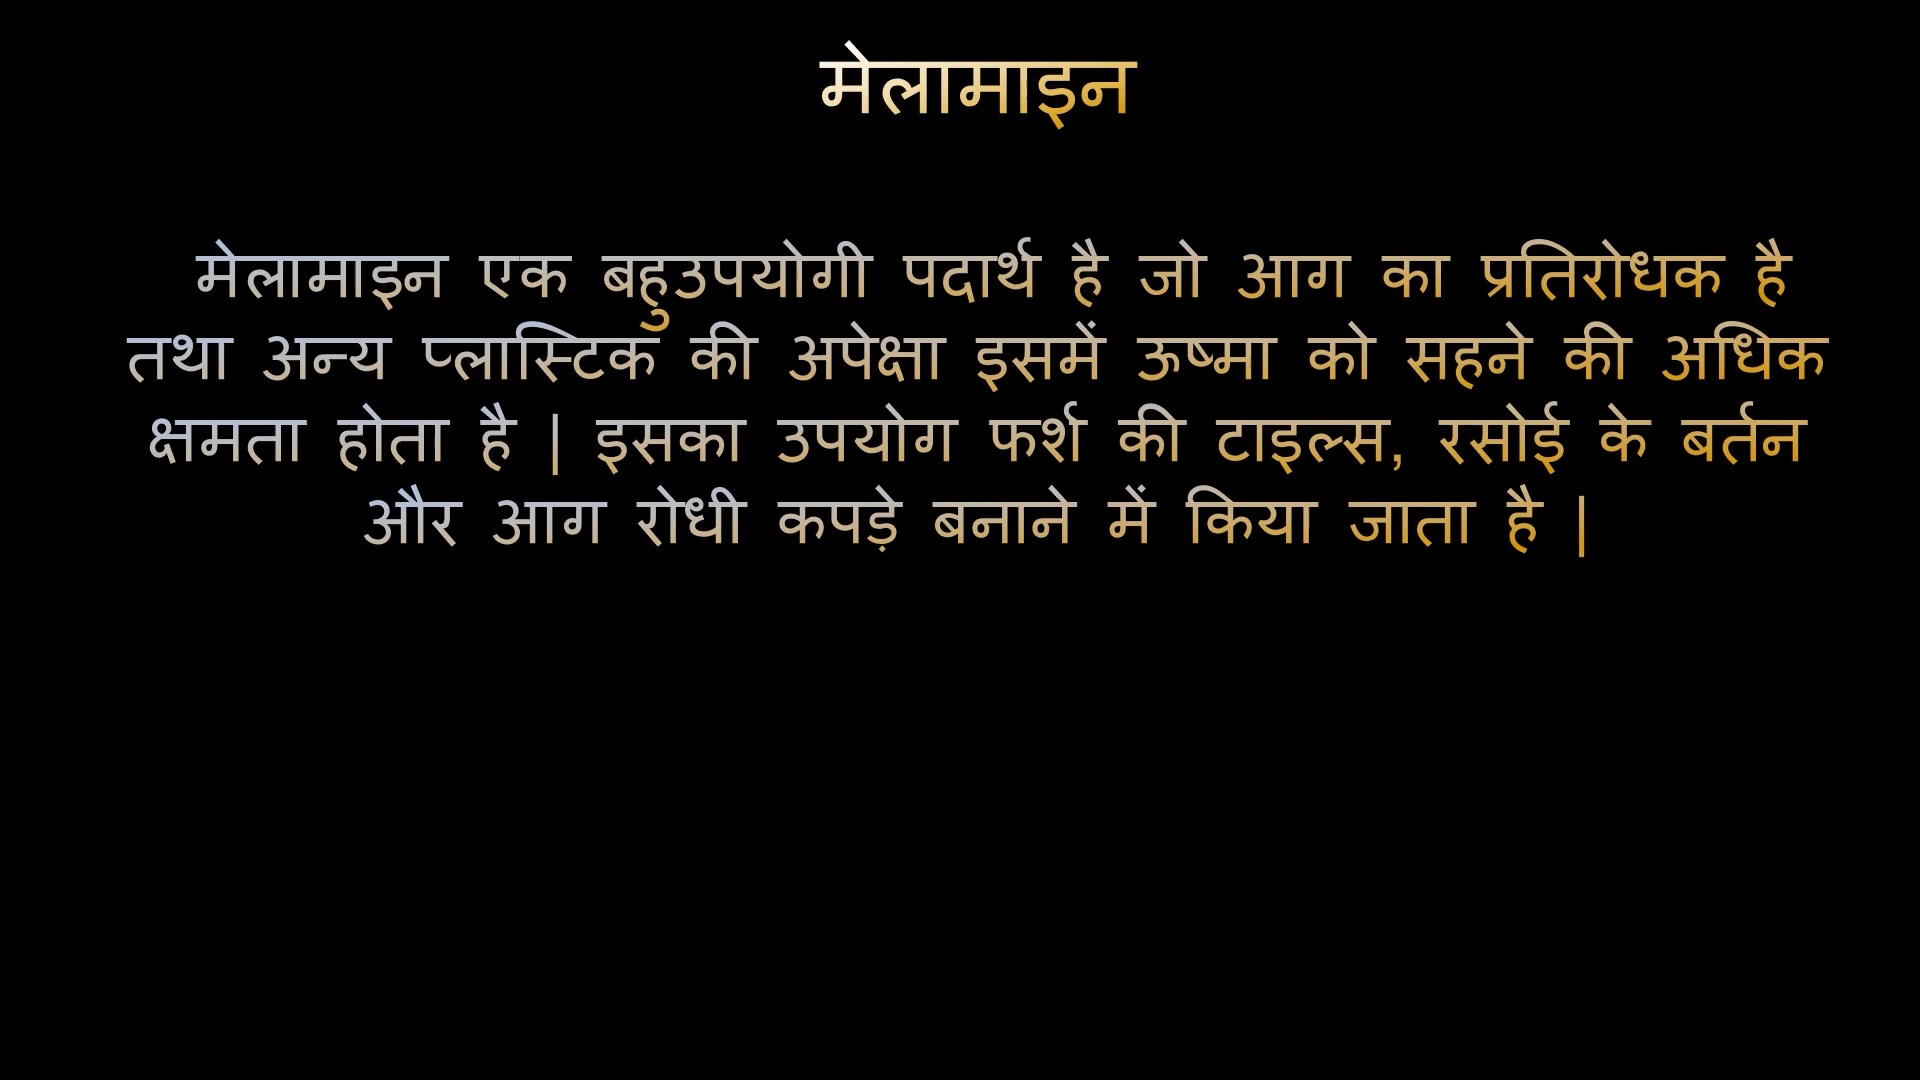 मेलामाइन
मेलामाइन एक बहुउपयोगी पदार्थ है जो आग का प्रतिरोधक है
तथा अन्य प्लास्टिक की अपेक्षा इसमें ऊष्मा को सहने की अधिक
क्षमता होता है | इसका उपयोग फर्श की टाइल्स, रसोई के बर्तन
और आग रोधी कपड़े बनाने में किया जाता है |